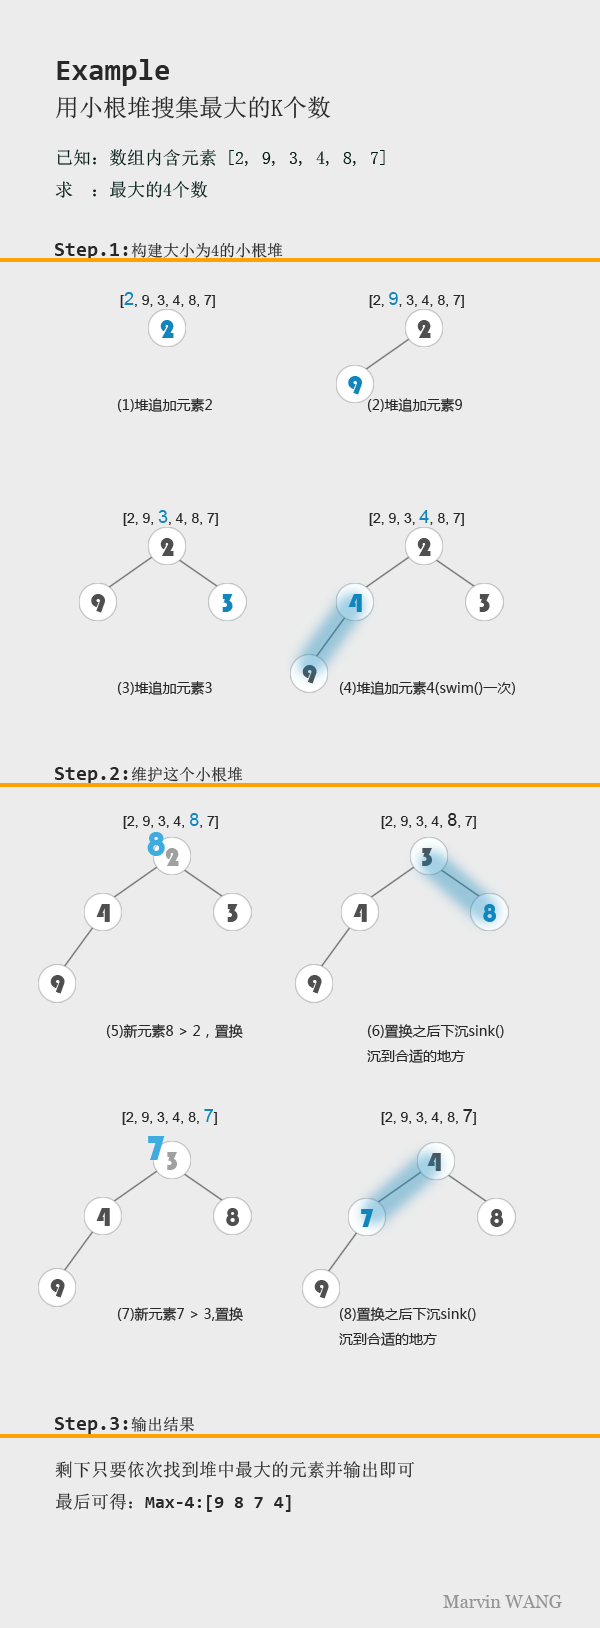 Example
用小根堆搜集最大的K个数
已知: 数组内含元素 [2, 9, 3, 4, 8, 7]
求 : 最大的4个数
Step.1:构建大小为4的小根堆
[2, 9, 3, 4, 8, 7]
2
(1)堆追加元素2
[2, 9, 3, 4, 8, 7]
2
9
(2)堆追加元素9
[2, 9, 3, 4, 8, 7]
2
9 3
(3)堆追加元素3
[2, 9, 3, 4, 8, 7]
2
4 3
9
(4)堆追加元素4(swim()一次)
Step.2:维护这个小根堆
[2, 9, 3, 4, 8, 7]
8 2
4 3
9
(5)新元素8 > 2 , 置换
[2, 9, 3, 4, 8, 7]
3
4 8
9
(6)置换之后下沉sink()
沉到合适的地方
[2, 9, 3, 4, 8, 7]
7 3
4 8
9
(7)新元素7 > 3,置换
[2, 9, 3, 4, 8, 7]
4
7 8
9
(8)置换之后下沉sink()
沉到合适的地方
Step.3:输出结果
剩下只要依次找到堆中最大的元素并输出即可
最后可得: Max-4:[9 8 7 4]
Marvin WANG